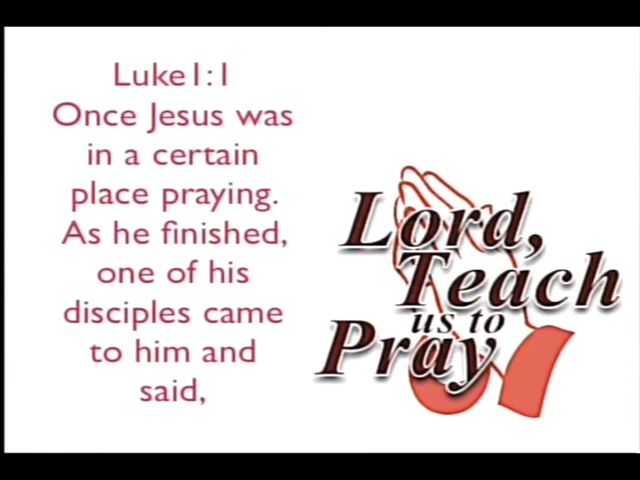 Luke1:1
Once Jesus was
in a certain
place praying.
As he finished,
one of his
disciples came
to him and
said,
Lord,
Teach
us to
Pray